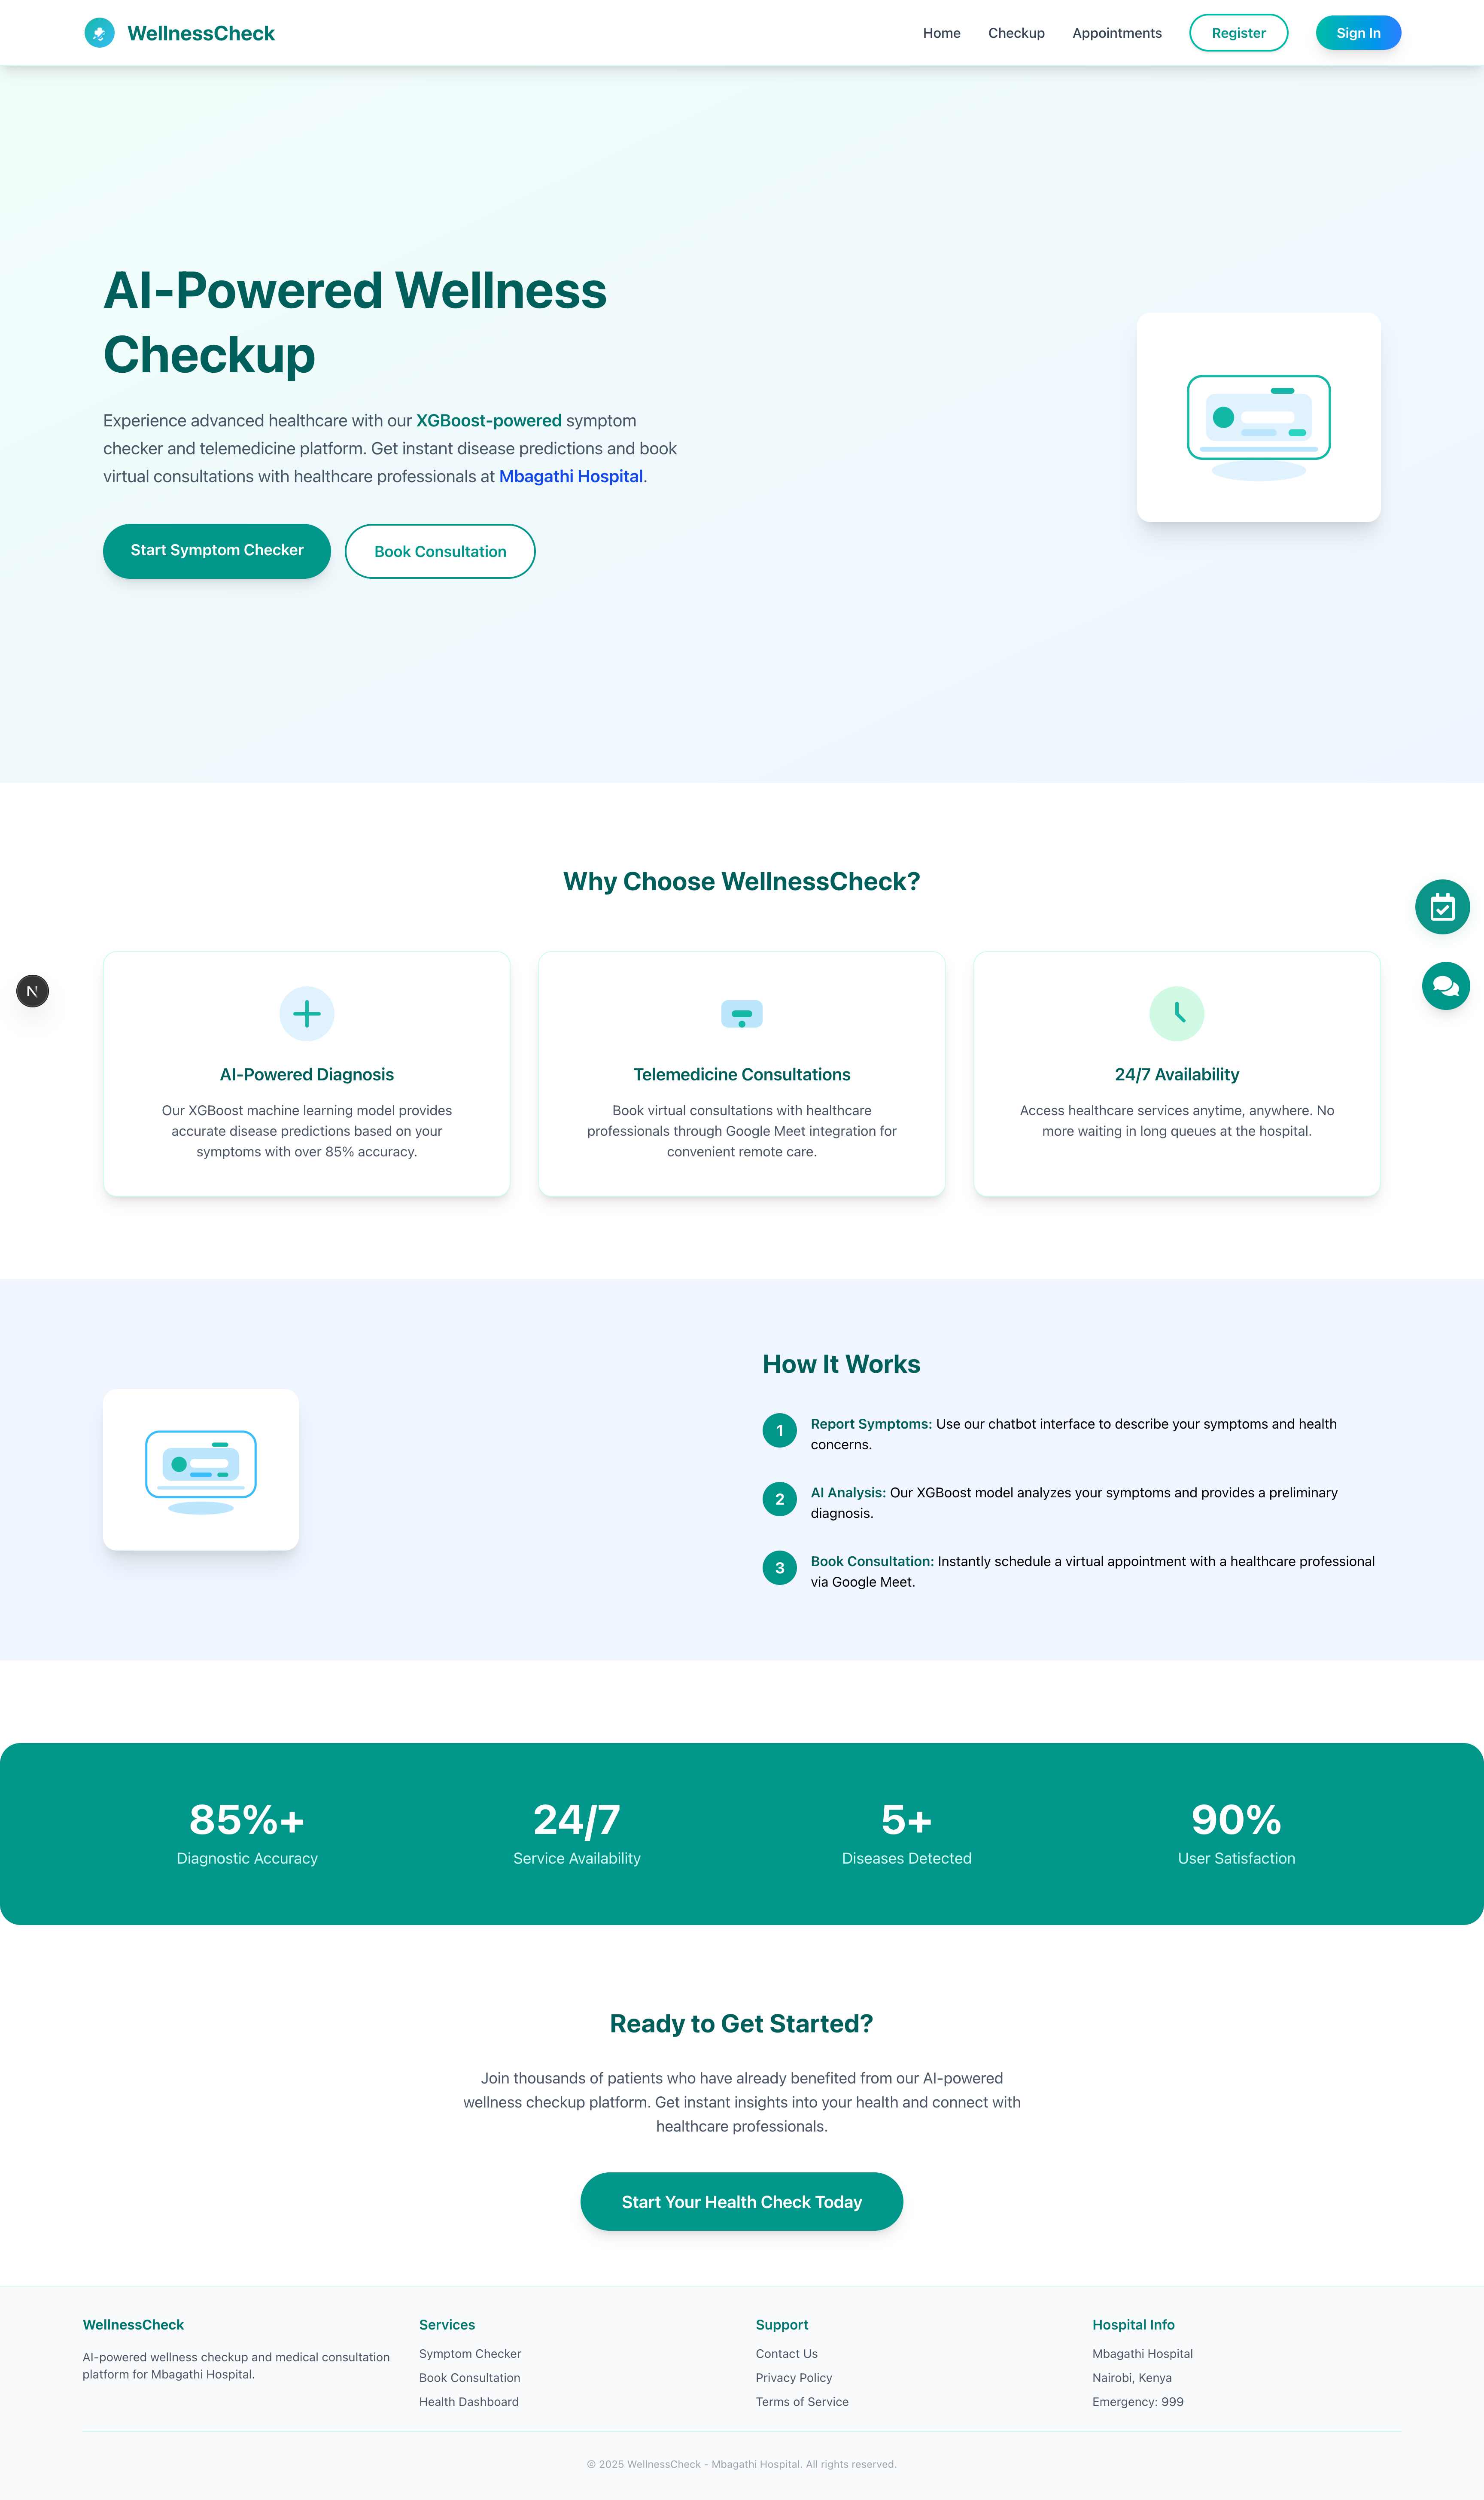 WellnessCheck
Home
Checkup
Appointments
Register
Sign In
AI-Powered Wellness
Checkup
Experience advanced healthcare with our XGBoost-powered symptom
checker and telemedicine platform. Get instant disease predictions and book
virtual consultations with healthcare professionals at Mbagathi Hospital.
Start Symptom Checker
Book Consultation
Why Choose WellnessCheck?
N
AI-Powered Diagnosis
Our XGBoost machine learning model provides
accurate disease predictions based on your
symptoms with over 85% accuracy.
Telemedicine Consultations
Book virtual consultations with healthcare
professionals through Google Meet integration for
convenient remote care.
24/7 Availability
Access healthcare services anytime, anywhere. No
more waiting in long queues at the hospital.
How It Works
1
Report Symptoms: Use our chatbot interface to describe your symptoms and health
concerns.
2
AI Analysis: Our XGBoost model analyzes your symptoms and provides a preliminary
diagnosis.
3
Book Consultation: Instantly schedule a virtual appointment with a healthcare professional
via Google Meet.
85%+
Diagnostic Accuracy
24/7
Service Availability
5+
Diseases Detected
90%
User Satisfaction
Ready to Get Started?
Join thousands of patients who have already benefited from our AI-powered
wellness checkup platform. Get instant insights into your health and connect with
healthcare professionals.
Start Your Health Check Today
WellnessCheck
AI-powered wellness checkup and medical consultation
platform for Mbagathi Hospital.
Services
Symptom Checker
Book Consultation
Health Dashboard
Support
Contact Us
Privacy Policy
Terms of Service
Hospital Info
Mbagathi Hospital
Nairobi, Kenya
Emergency: 999
© 2025 WellnessCheck - Mbagathi Hospital. All rights reserved.